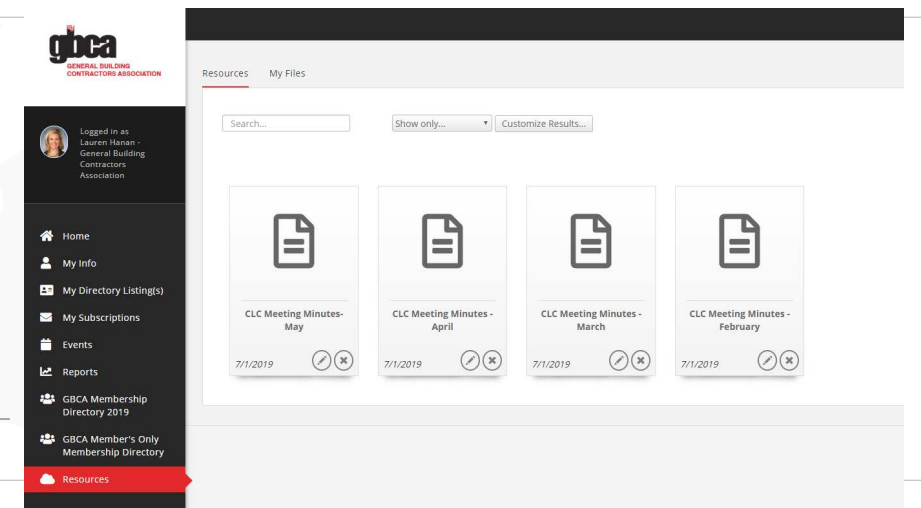 gbca
GENERAL BUILDING
CONTRACTORS ASSOCIATION
Logged in as
Lauren Hanan -
General Building
Contractors
Association
Home
My Info
My Directory Listing(s)
My Subscriptions
Events
Reports
GBCA Membership
Directory 2019
GBCA Member's Only
Membership Directory
Resources
Resources My Files
Search... Show only... Customize Results...
CLC Meeting Minutes-
May
7/1/2019
CLC Meeting Minutes -
April
7/1/2019
CLC Meeting Minutes -
March
7/1/2019
CLC Meeting Minutes -
February
7/1/2019